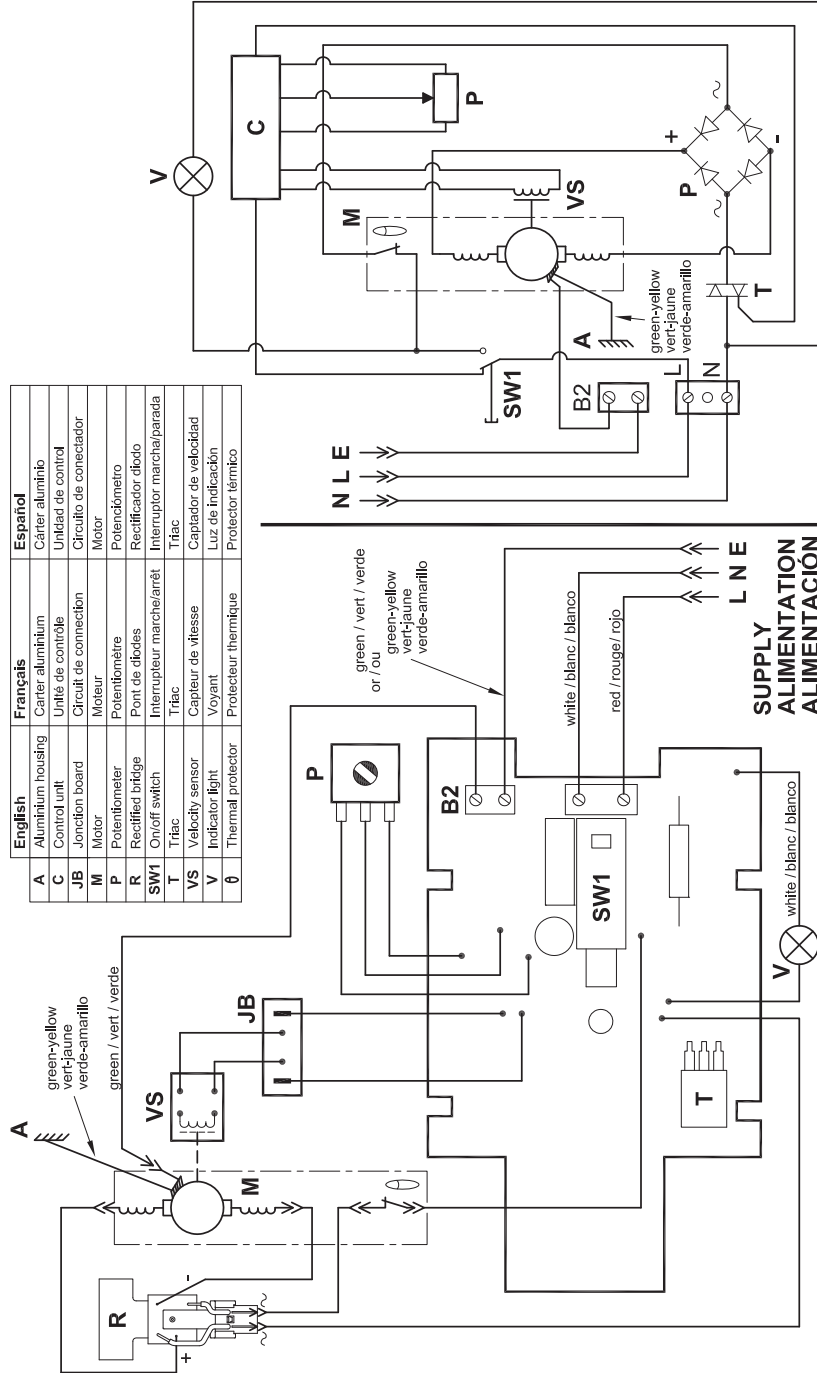 English Français Español
A Aluminium housing Carter aluminium Cárter aluminio
C Control unit Unité de contrôle Unidad de control
JB Jonction board Circuit de connection Circuito de conectador
M Motor Moteur Motor
P Potentiometer Potentiomètre Potenciómetro
R Rectified bridge Pont de diodes Rectificador diodo
SW1 On/off switch Interrupteur marche/arrêt Interruptor marcha/parada
T Triac Triac Triac
VS Velocity sensor Capteur de vitesse Captador de velocidad
V Indicator light Voyant Luz de indicación
θ Thermal protector Protecteur thermique Protector térmico
R
+
-
~
~
M
θ
A
green-yellow
vert-jaune
verde-amarillo
green / vert / verde
VS
JB
P
T
V
white / blanc / blanco
SW1
B2
green / vert / verde
or / ou
green-yellow
vert-jaune
verde-amarillo
white / blanc / blanco
red / rouge / rojo
L N E
SUPPLY
ALIMENTATION
ALIMENTACIÓN
N L E
B2
L
N
SW1
A
green-yellow
vert-jaune
verde-amarillo
M
θ
VS
T
P
~
+
-
~
V
C
P